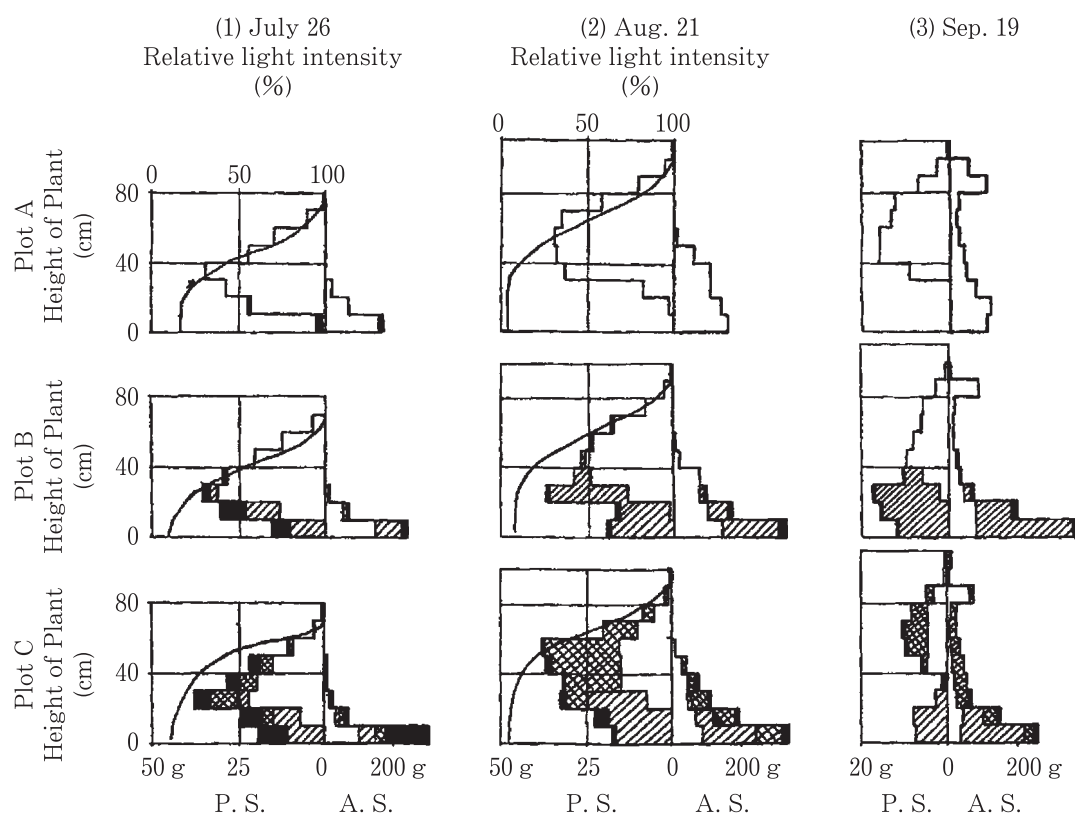 (1) July 26
Relative light intensity
(%)
(2) Aug. 21
Relative light intensity
(%)
(3) Sep. 19
0 50 100
0 50 100
Plot A
Height of Plant
(cm)
80
40
0
Plot B
Height of Plant
(cm)
80
40
0
Plot C
Height of Plant
(cm)
80
40
0
50 g 25 0 200 g
P. S. A. S.
50 g 25 0 200 g
P. S. A. S.
20 g 0 200 g
P. S. A. S.